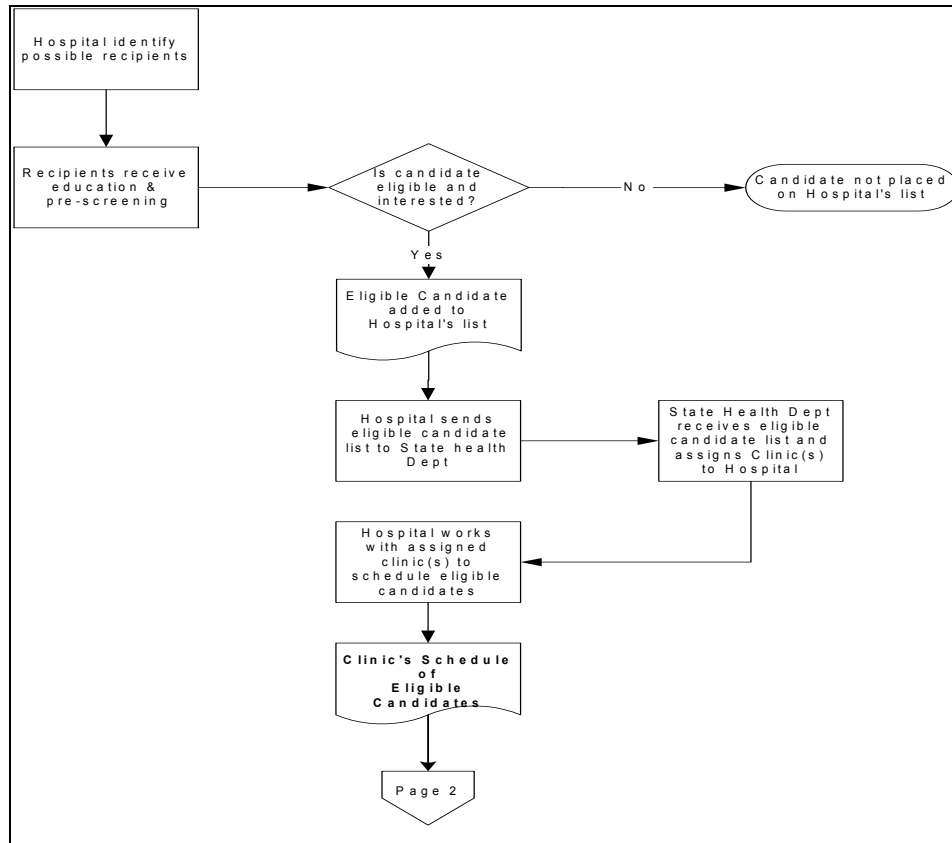 Hospital identify
possible recipients
Recipients receive
education &
pre-screening
Is candidate
eligible and
interested?
No
Candidate not placed
on Hospital's list
Yes
Eligible Candidate
added to
Hospital's list
Hospital sends
eligible candidate
list to State health
Dept
State Health Dept
receives eligible
candidate list and
assigns Clinic(s)
to Hospital
Hospital works
with assigned
clinic(s) to
schedule eligible
candidates
Clinic's Schedule
of
Eligible
Candidates
Page 2